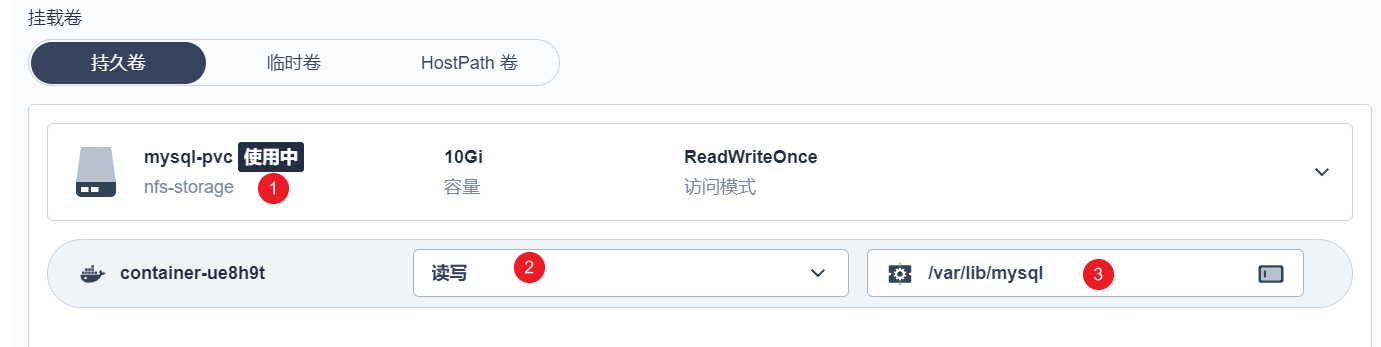 挂载卷
持久卷 临时卷 HostPath 卷
mysql-pvc 使用中 10Gi ReadWriteOnce
nfs-storage 1 容量 访问模式
container-ue8h9t 读写 2 /var/lib/mysql 3